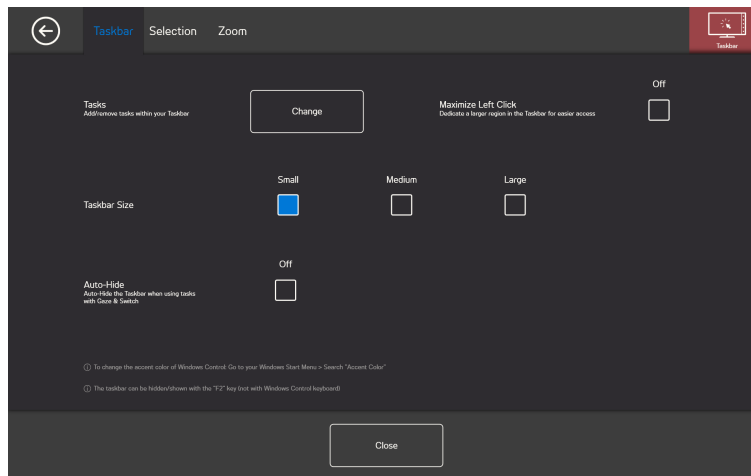 Taskbar Selection Zoom
Taskbar
Off
Tasks
Add/remove tasks within your Taskbar
Change
Maximize Left Click
Dedicate a larger region in the Taskbar for easier access
Small Medium Large
Taskbar Size
Off
Auto-Hide
Auto-Hide the Taskbar when using tasks
with Gaze & Switch
To change the accent color of Windows Control: Go to your Windows Start Menu > Search "Accent Color"
The taskbar can be hidden/shown with the "F2" key (not with Windows Control keyboard)
Close